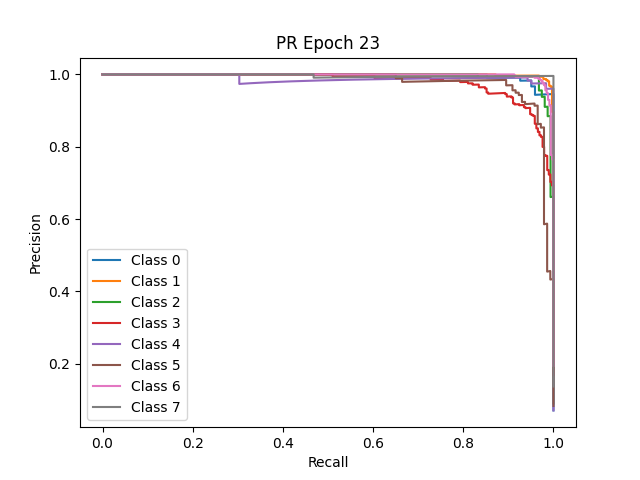 PR Epoch 23
Precision
1.0
0.8
0.6
0.4
0.2
Class 0
Class 1
Class 2
Class 3
Class 4
Class 5
Class 6
Class 7
0.0 0.2 0.4 0.6 0.8 1.0
Recall